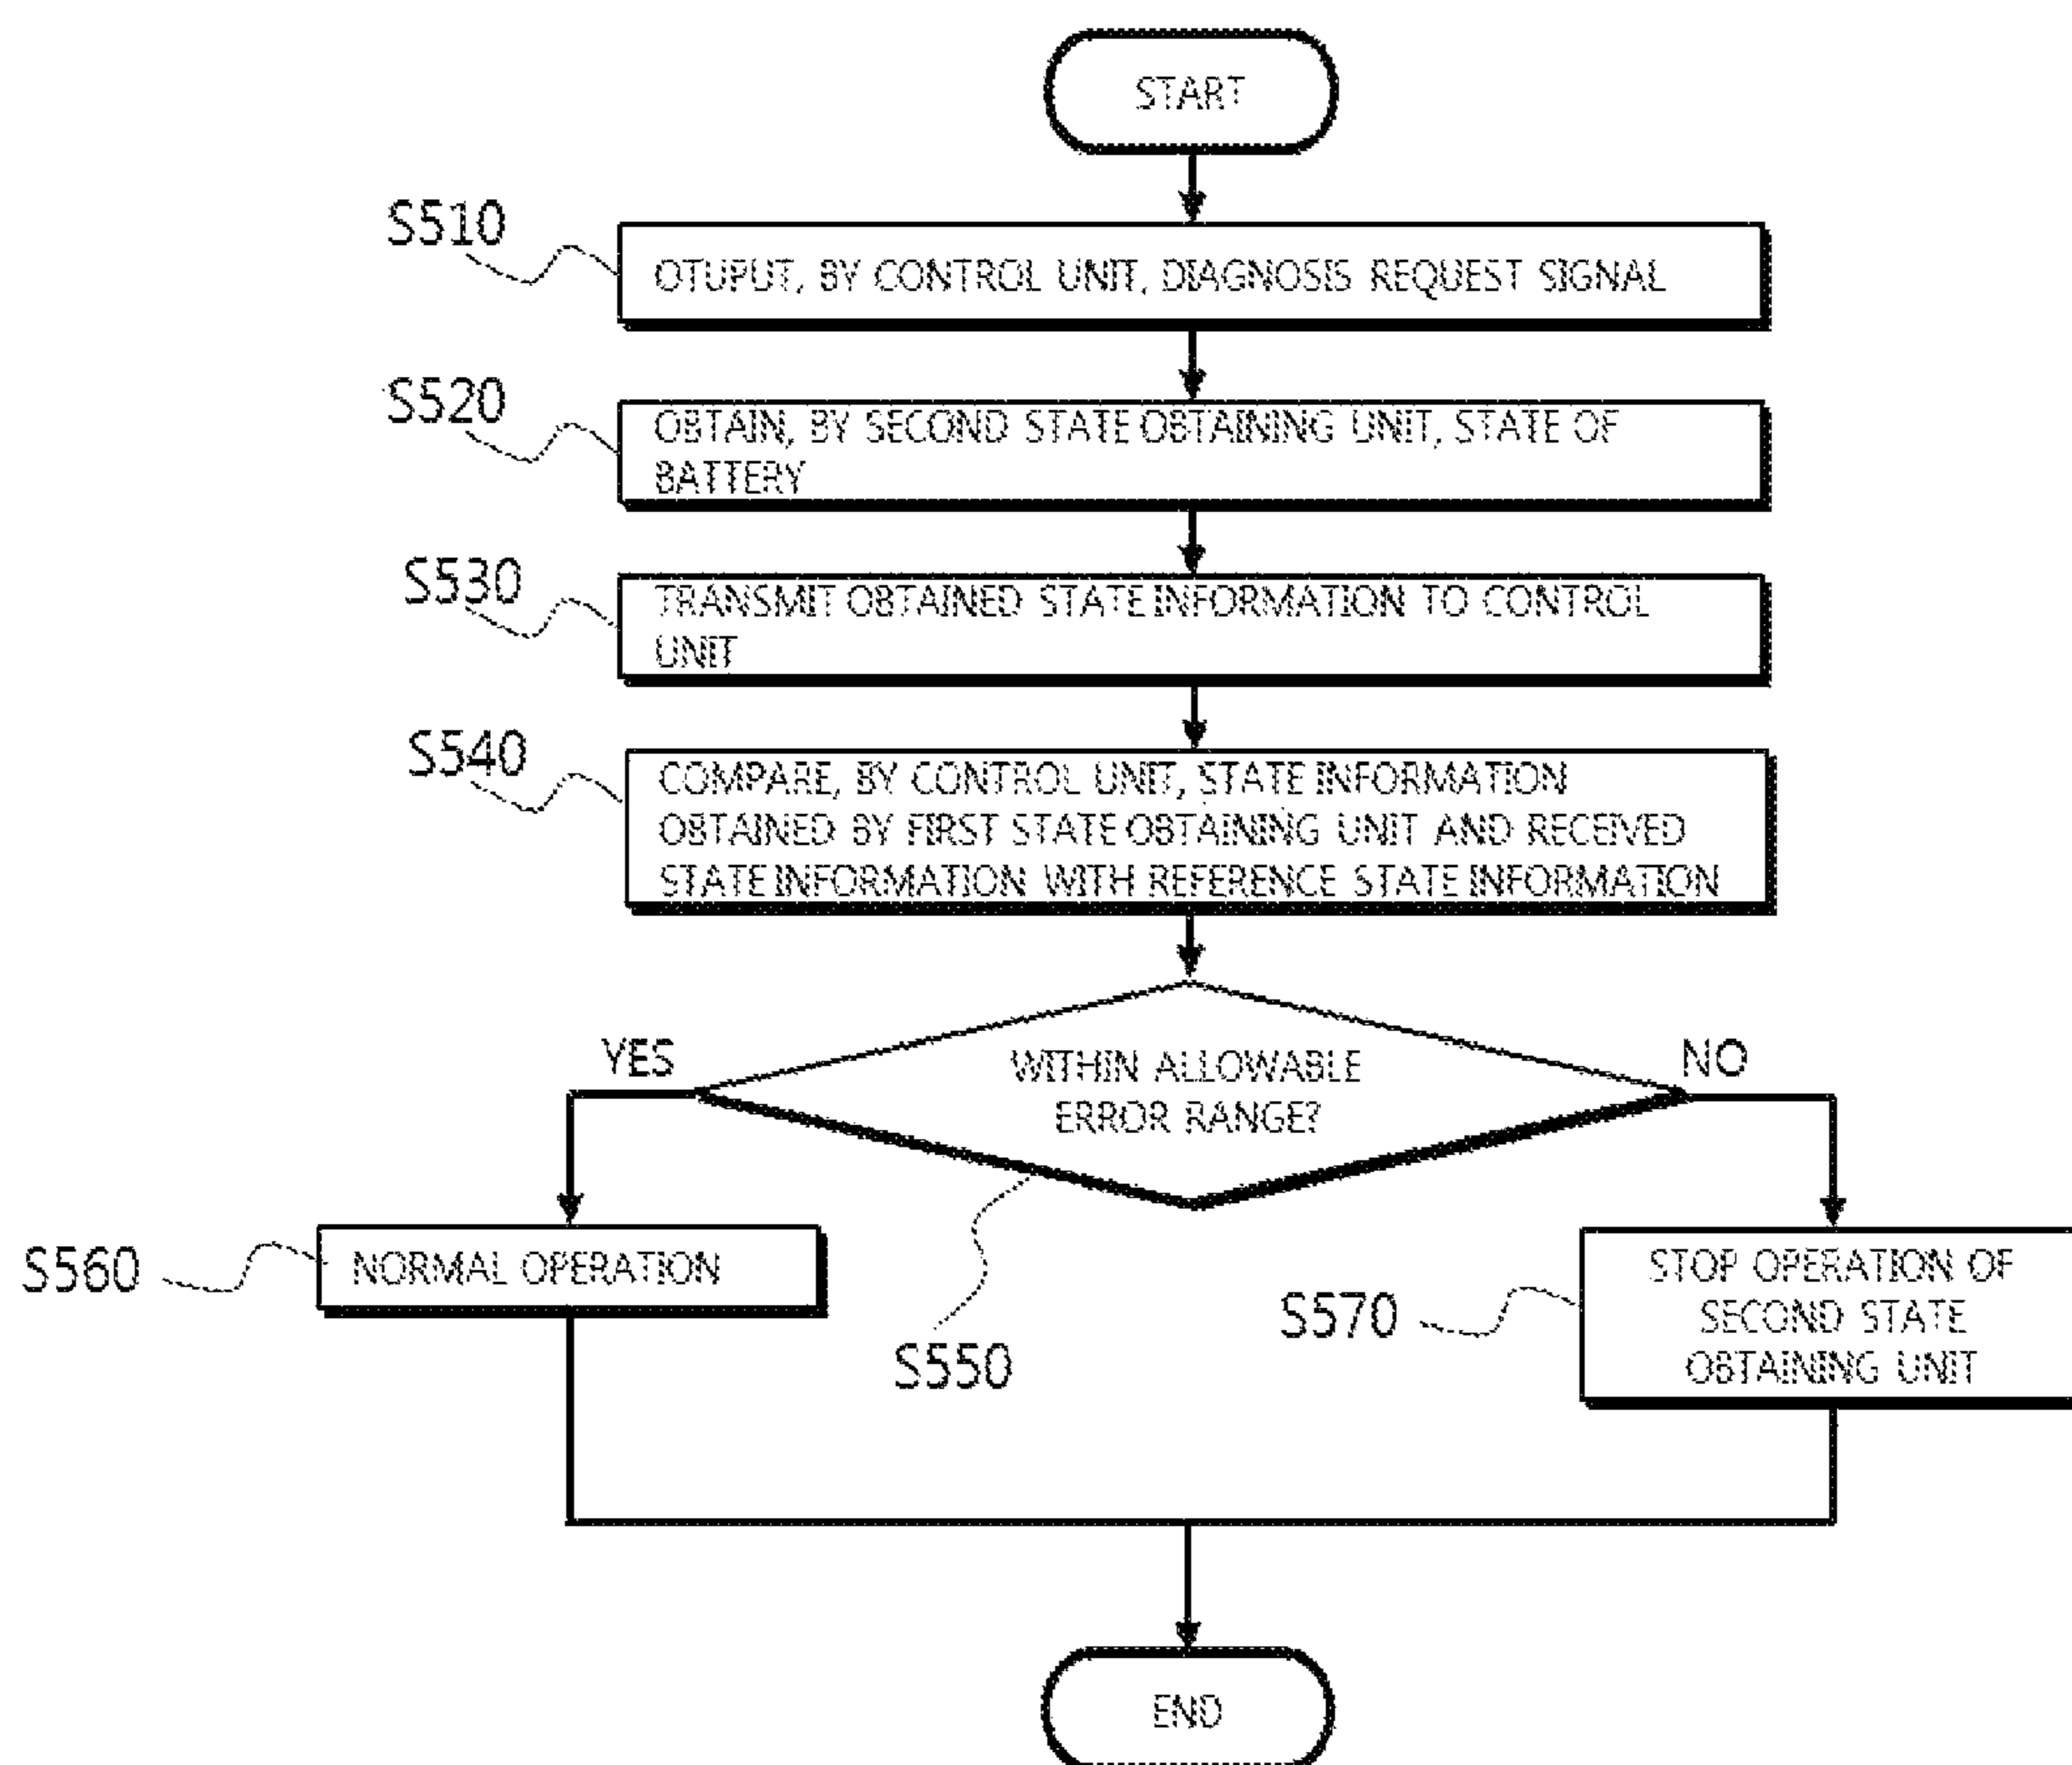 START
S510
OTUPUT, BY CONTROL UNIT, DIAGNOSIS REQUEST SIGNAL
S520
OBTAIN, BY SECOND STATE OBTAINING UNIT, STATE OF
BATTERY
S530
TRANSMIT OBTAINED STATE INFORMATION TO CONTROL
UNIT
S540
COMPARE, BY CONTROL UNIT, STATE INFORMATION
OBTAINED BY FIRST STATE OBTAINING UNIT AND RECEIVED
STATE INFORMATION WITH REFERENCE STATE INFORMATION
YES
WITHIN ALLOWABLE
ERROR RANGE?
NO
S550
S560
NORMAL OPERATION
S570
STOP OPERATION OF
SECOND STATE
OBTAINING UNIT
END